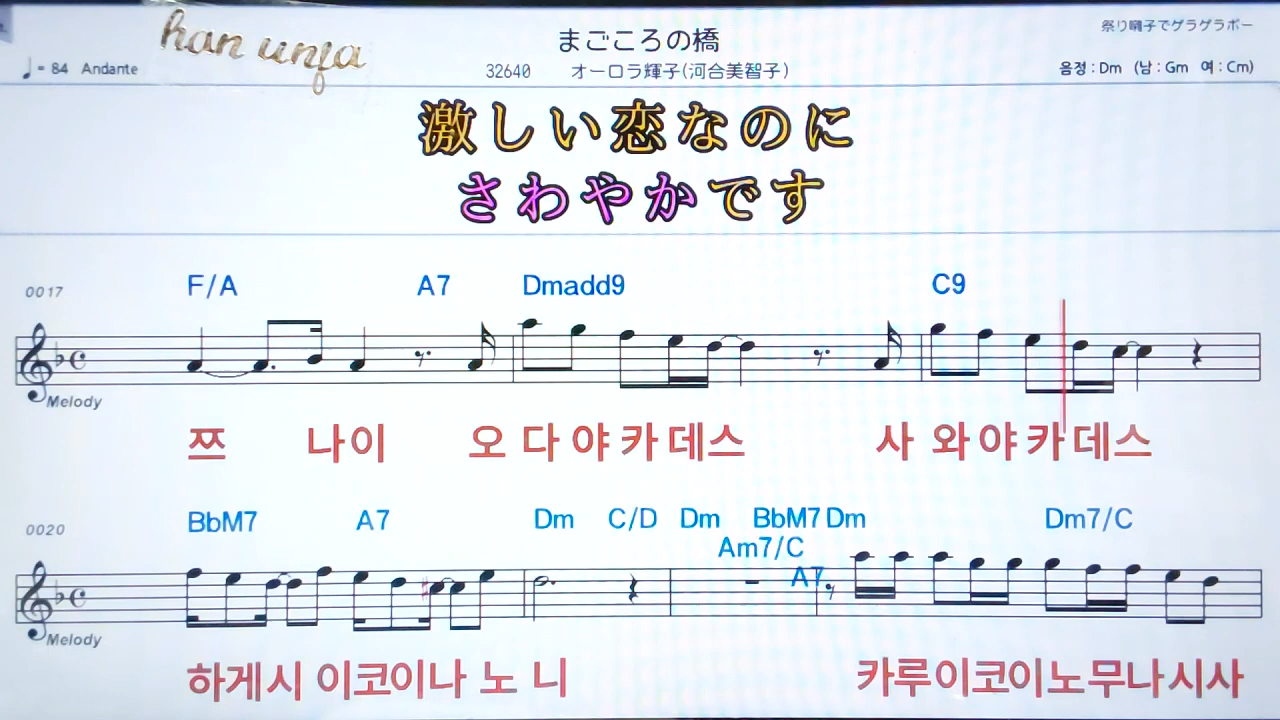 han unja
まごころの橋
祭り囃子でゲラゲラポー
♩= 84 Andante
32640 オーロラ輝子(河合美智子)
음정 : Dm (남 : Gm 여 : Cm)
激しい恋なのに
さわやかです
0017 F/A A7 Dmadd9 C9
Melody
쯔 나이 오 다 야 카 데스 사 와 야 카 데스
0020 BbM7 A7 Dm C/D Dm BbM7 Dm Dm7/C
Am7/C
A7
Melody
하게시 이코이나 노 니 카루이코이노무나시사